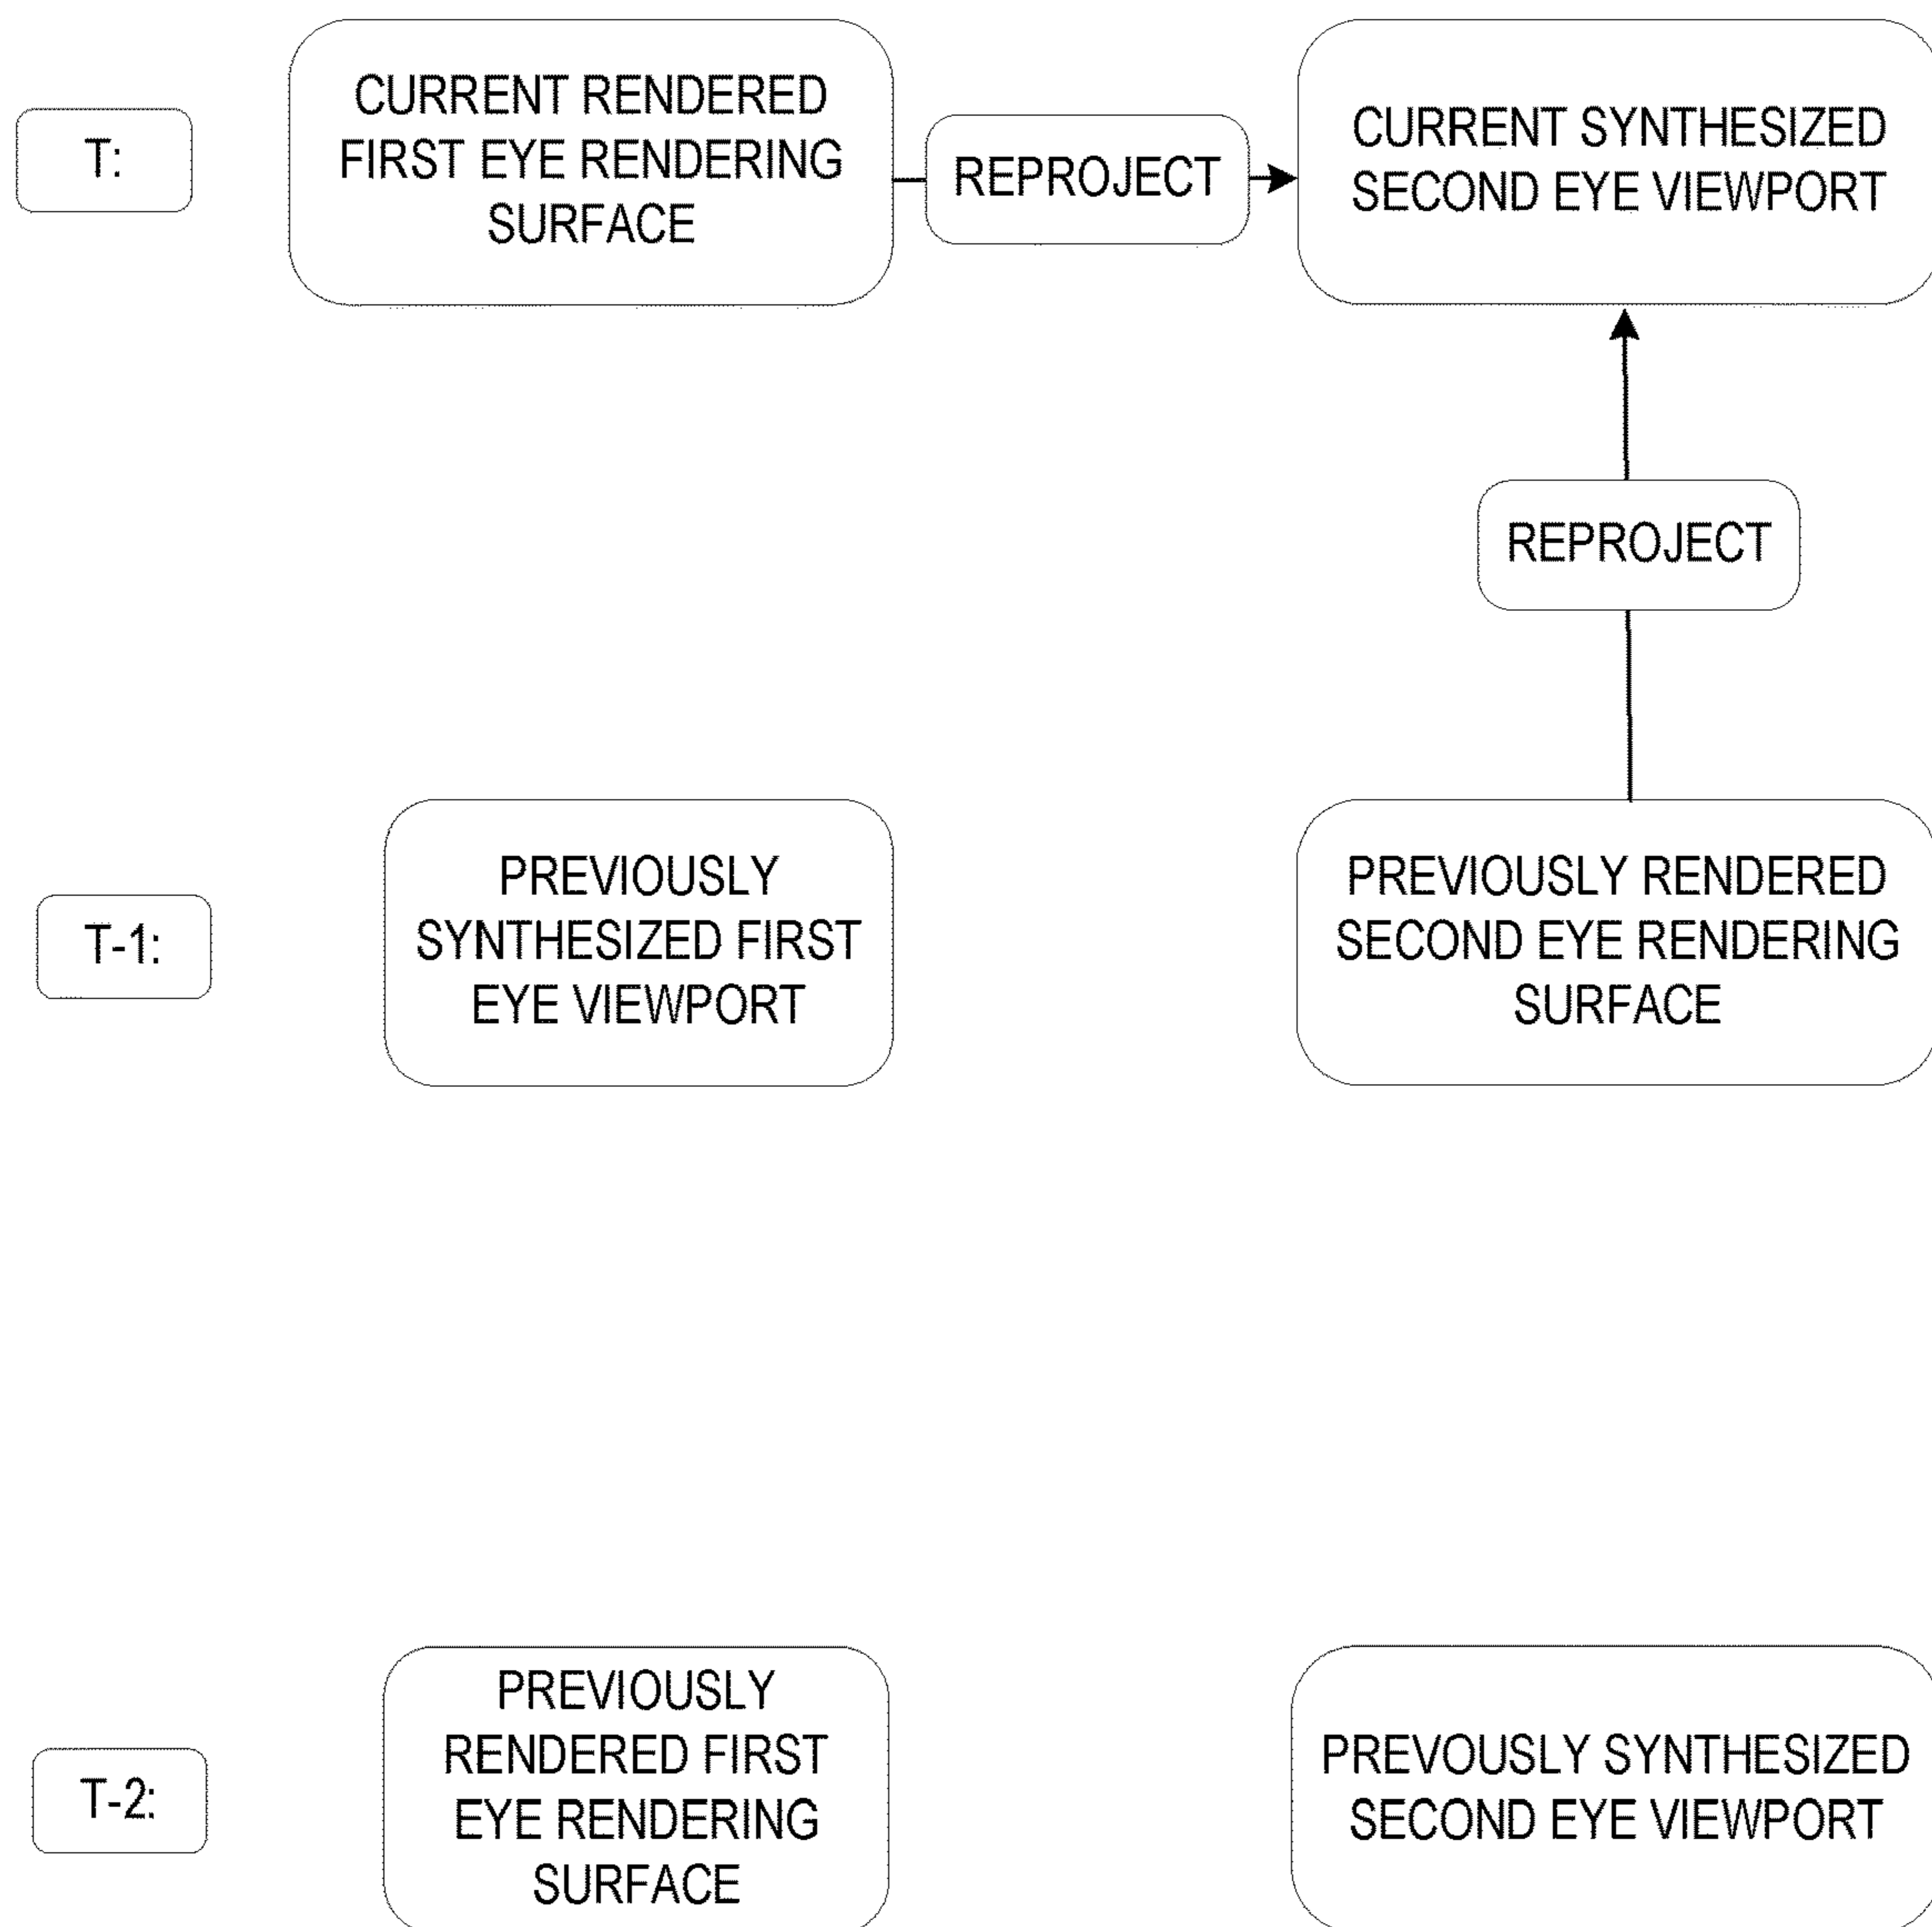 T:
CURRENT RENDERED
FIRST EYE RENDERING
SURFACE
REPROJECT
CURRENT SYNTHESIZED
SECOND EYE VIEWPORT
REPROJECT
T-1:
PREVIOUSLY
SYNTHESIZED FIRST
EYE VIEWPORT
PREVIOUSLY RENDERED
SECOND EYE RENDERING
SURFACE
T-2:
PREVIOUSLY
RENDERED FIRST
EYE RENDERING
SURFACE
PREVOUSLY SYNTHESIZED
SECOND EYE VIEWPORT